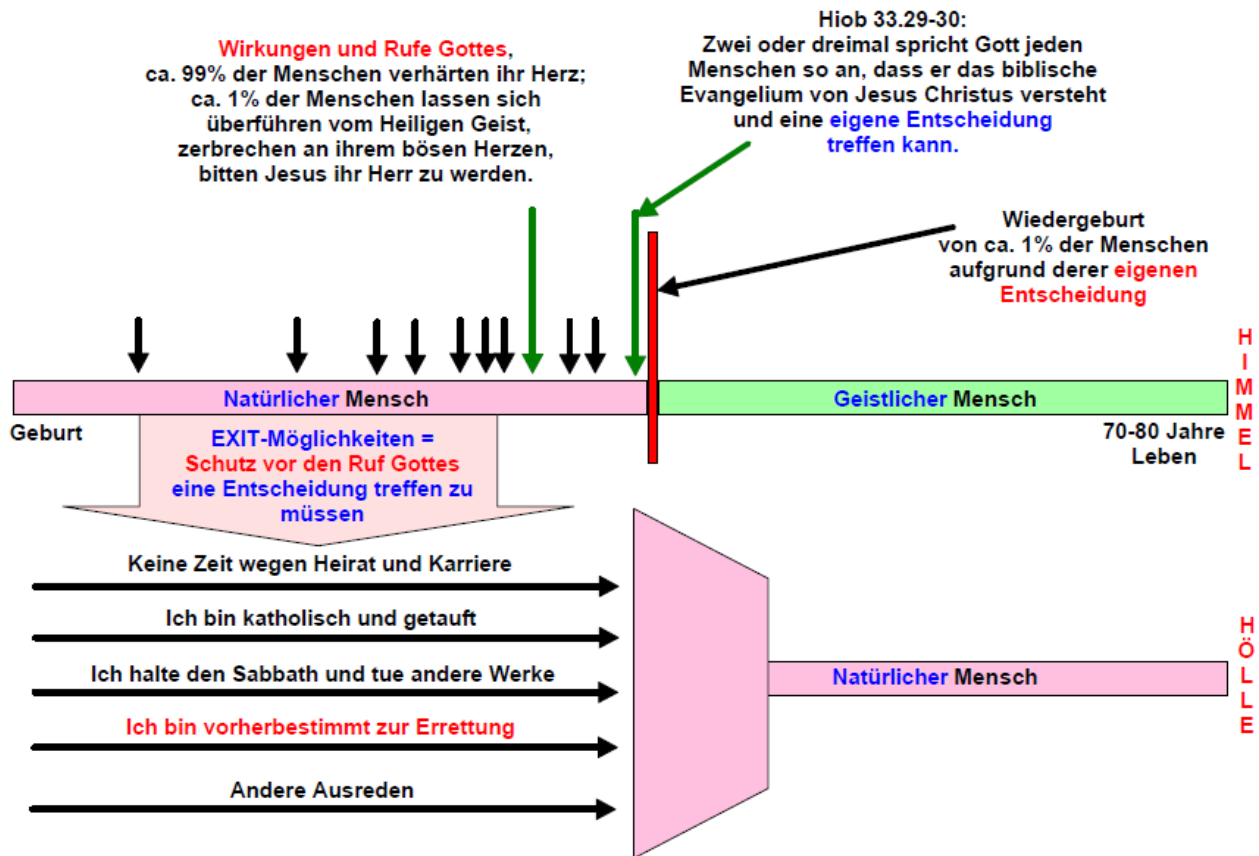 Wirkungen und Rufe Gottes,
ca. 99% der Menschen verhärten ihr Herz;
ca. 1% der Menschen lassen sich
überführen vom Heiligen Geist,
zerbrechen an ihrem bösen Herzen,
bitten Jesus ihr Herr zu werden.
Hiob 33.29-30:
Zwei oder dreimal spricht Gott jeden
Menschen so an, dass er das biblische
Evangelium von Jesus Christus versteht
und eine eigene Entscheidung
treffen kann.
Wiedergeburt
von ca. 1% der Menschen
aufgrund derer eigenen
Entscheidung
Natürlicher Mensch
Geistlicher Mensch
HIMMEL
Geburt
70-80 Jahre
Leben
EXIT-Möglichkeiten =
Schutz vor den Ruf Gottes
eine Entscheidung treffen zu
müssen
Keine Zeit wegen Heirat und Karriere
Ich bin katholisch und getauft
Ich halte den Sabbath und tue andere Werke
Ich bin vorherbestimmt zur Errettung
Andere Ausreden
Natürlicher Mensch
HÖLLE